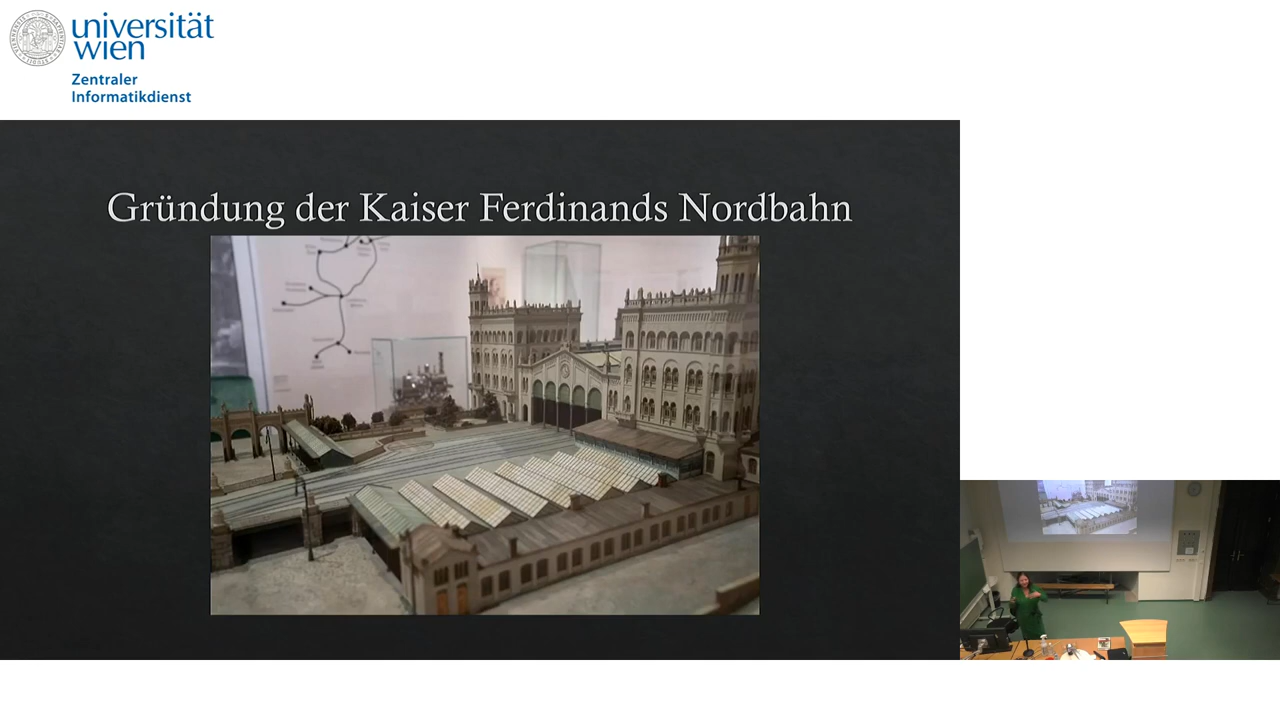 universität
wien
Zentraler
Informatikdienst
Gründung der Kaiser Ferdinands Nordbahn